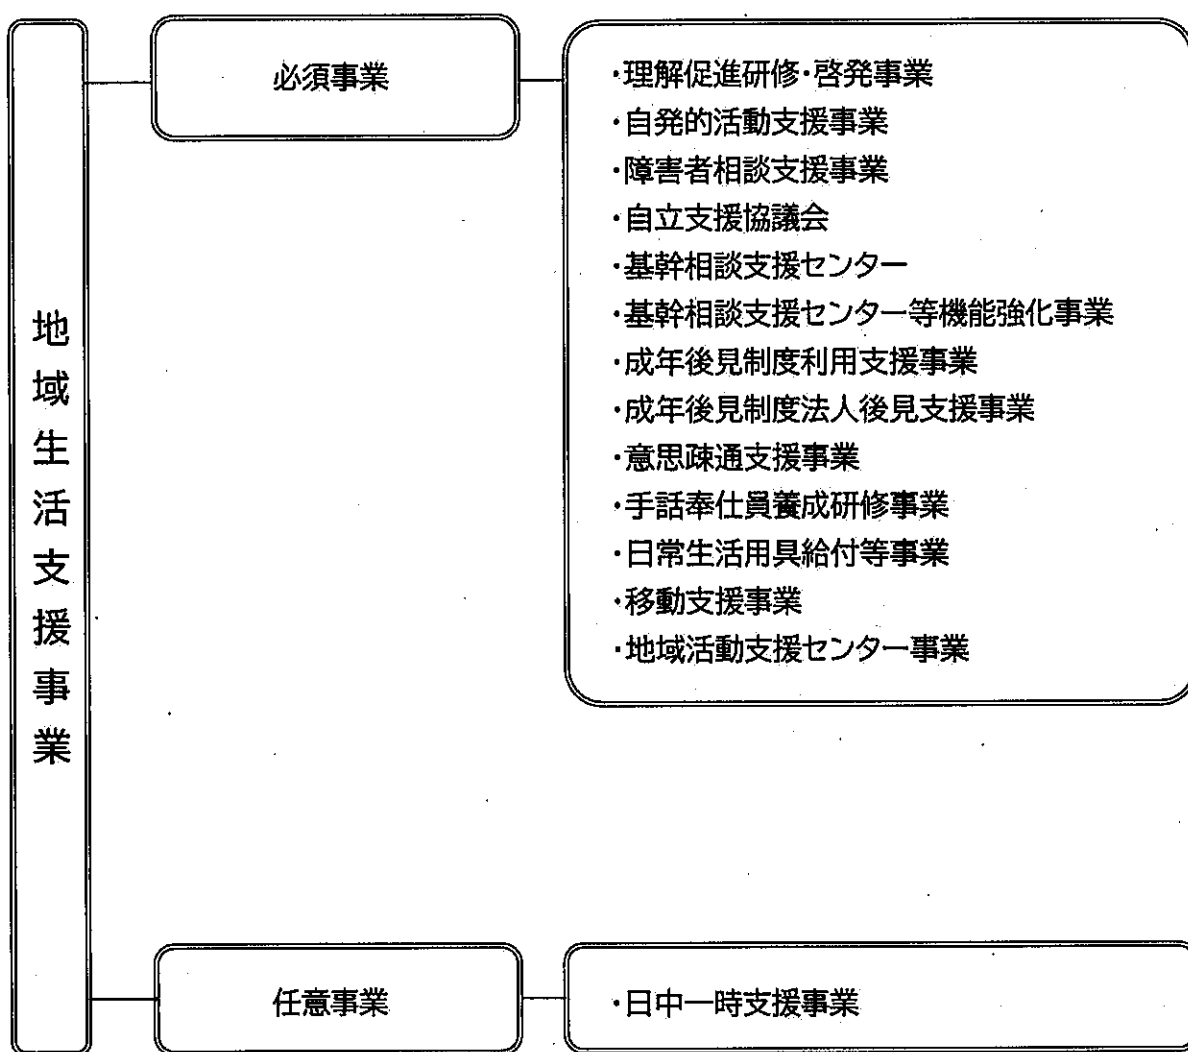 地域生活支援事業
必須事業
・理解促進研修・啓発事業
・自発的活動支援事業
・障害者相談支援事業
・自立支援協議会
・基幹相談支援センター
・基幹相談支援センター等機能強化事業
・成年後見制度利用支援事業
・成年後見制度法人後見支援事業
・意思疎通支援事業
・手話奉仕員養成研修事業
・日常生活用具給付等事業
・移動支援事業
・地域活動支援センター事業
任意事業
・日中一時支援事業